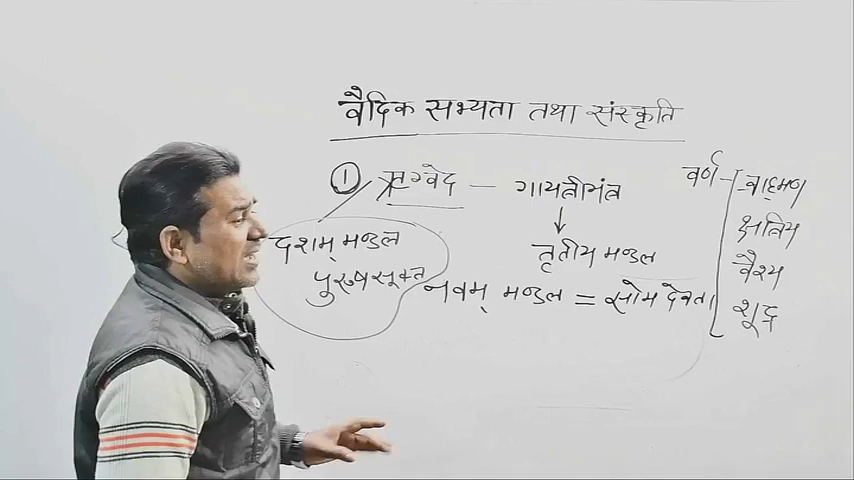 वैदिक सभ्यता तथा संस्कृति
① ऋग्वेद — गायत्रीमंत्र
↓
तृतीय मण्डल
दशम् मण्डल
पुरुषसूक्त
नवम् मण्डल = सोम देवता
वर्ण - ब्राह्मण
क्षत्रिय
वैश्य
शूद्र